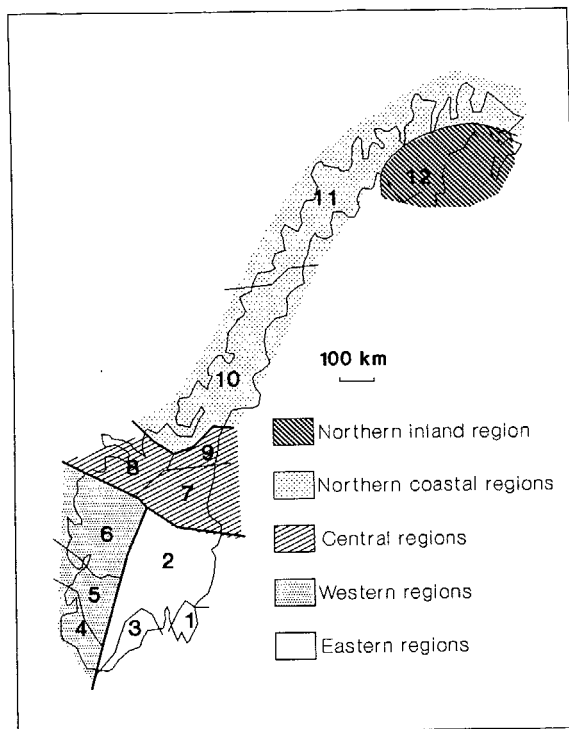 12
11
100 km
10
Northern inland region
9
8
Northern coastal regions
7
6
Central regions
2
5
Western regions
4
3
1
Eastern regions